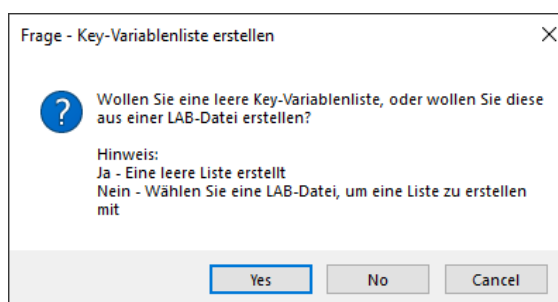 Frage - Key-Variablenliste erstellen
Wollen Sie eine leere Key-Variablenliste, oder wollen Sie diese
aus einer LAB-Datei erstellen?
Hinweis:
Ja - Eine leere Liste erstellt
Nein - Wählen Sie eine LAB-Datei, um eine Liste zu erstellen
mit
Yes No Cancel